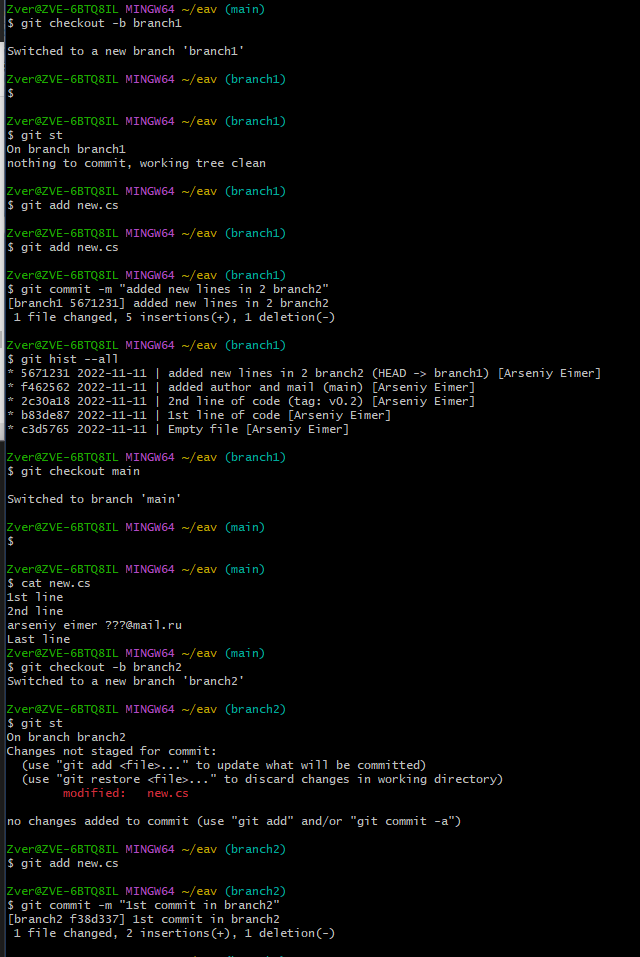 Zver@ZVE-6BTQ8IL MINGW64 ~/eav (main)
$ git checkout -b branch1
Switched to a new branch 'branch1'
Zver@ZVE-6BTQ8IL MINGW64 ~/eav (branch1)
$
Zver@ZVE-6BTQ8IL MINGW64 ~/eav (branch1)
$ git st
On branch branch1
nothing to commit, working tree clean
Zver@ZVE-6BTQ8IL MINGW64 ~/eav (branch1)
$ git add new.cs
Zver@ZVE-6BTQ8IL MINGW64 ~/eav (branch1)
$ git add new.cs
Zver@ZVE-6BTQ8IL MINGW64 ~/eav (branch1)
$ git commit -m "added new lines in 2 branch2"
[branch1 5671231] added new lines in 2 branch2
 1 file changed, 5 insertions(+), 1 deletion(-)
Zver@ZVE-6BTQ8IL MINGW64 ~/eav (branch1)
$ git hist --all
* 5671231 2022-11-11 | added new lines in 2 branch2 (HEAD -> branch1) [Arseniy Eimer]
* f462562 2022-11-11 | added author and mail (main) [Arseniy Eimer]
* 2c30a18 2022-11-11 | 2nd line of code (tag: v0.2) [Arseniy Eimer]
* b83de87 2022-11-11 | 1st line of code [Arseniy Eimer]
* c3d5765 2022-11-11 | Empty file [Arseniy Eimer]
Zver@ZVE-6BTQ8IL MINGW64 ~/eav (branch1)
$ git checkout main
Switched to branch 'main'
Zver@ZVE-6BTQ8IL MINGW64 ~/eav (main)
$
Zver@ZVE-6BTQ8IL MINGW64 ~/eav (main)
$ cat new.cs
1st line
2nd line
arseniy eimer ???@mail.ru
Last line
Zver@ZVE-6BTQ8IL MINGW64 ~/eav (main)
$ git checkout -b branch2
Switched to a new branch 'branch2'
Zver@ZVE-6BTQ8IL MINGW64 ~/eav (branch2)
$ git st
On branch branch2
Changes not staged for commit:
  (use "git add <file>..." to update what will be committed)
  (use "git restore <file>..." to discard changes in working directory)
        modified:   new.cs
no changes added to commit (use "git add" and/or "git commit -a")
Zver@ZVE-6BTQ8IL MINGW64 ~/eav (branch2)
$ git add new.cs
Zver@ZVE-6BTQ8IL MINGW64 ~/eav (branch2)
$ git commit -m "1st commit in branch2"
[branch2 f38d337] 1st commit in branch2
 1 file changed, 2 insertions(+), 1 deletion(-)